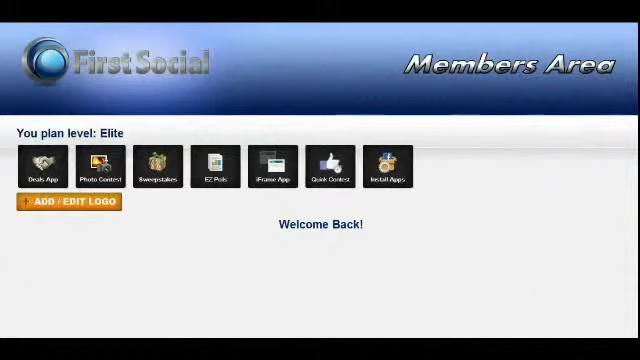 First Social
Members Area
You plan level: Elite
Deals App
Photo Contest
Sweepstakes
EZ Polls
iFrame App
Quick Contest
Install Apps
+ ADD / EDIT LOGO
Welcome Back!